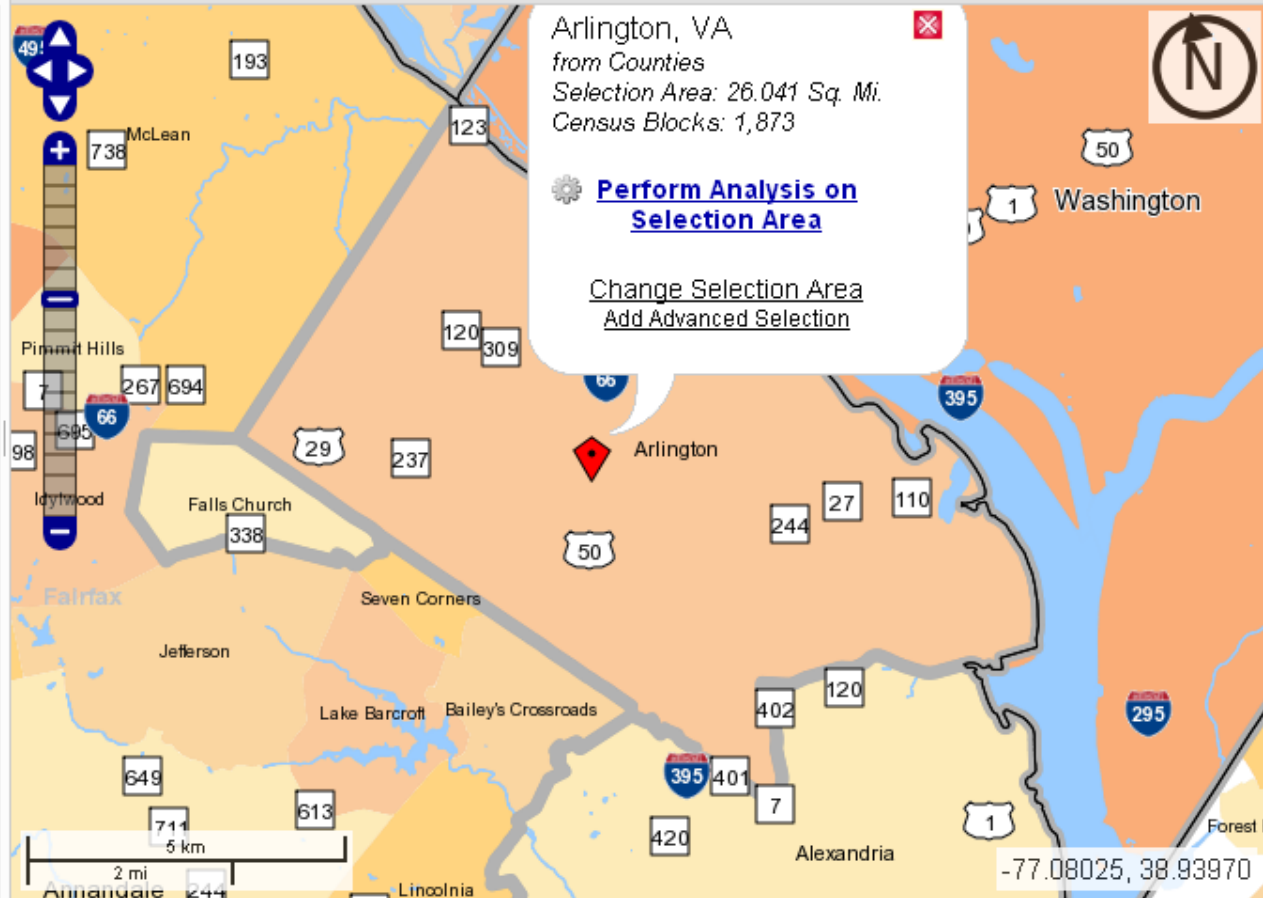 Arlington, VA
from Counties
Selection Area: 26.041 Sq. Mi.
Census Blocks: 1,873
Perform Analysis on
Selection Area
Change Selection Area
Add Advanced Selection
N
495
193
123
McLean
738
50
1
Washington
120
309
Pimmit Hills
7
267
694
66
66
395
695
98
29
237
Arlington
Idylwood
Falls Church
338
244
27
110
50
Fairfax
Seven Corners
Jefferson
Lake Barcroft
Bailey's Crossroads
402
120
295
649
395
401
7
613
711
420
1
Forest
5 km
2 mi
Alexandria
-77.08025, 38.93970
Annandale
244
Lincolnia